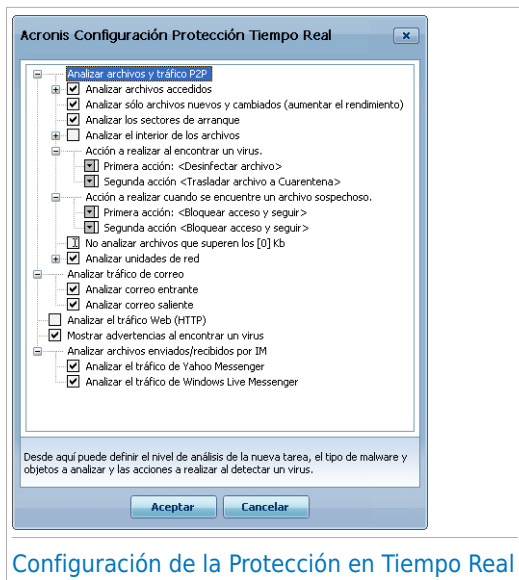 Acronis Configuración Protección Tiempo Real
Analizar archivos y tráfico P2P
Analizar archivos accedidos
Analizar sólo archivos nuevos y cambiados (aumentar el rendimiento)
Analizar los sectores de arranque
Analizar el interior de los archivos
Acción a realizar al encontrar un virus.
Primera acción: <Desinfectar archivo>
Segunda acción <Trasladar archivo a Cuarentena>
Acción a realizar cuando se encuentre un archivo sospechoso.
Primera acción: <Bloquear acceso y seguir>
Segunda acción <Bloquear acceso y seguir>
No analizar archivos que superen los [0] Kb
Analizar unidades de red
Analizar tráfico de correo
Analizar correo entrante
Analizar correo saliente
Analizar el tráfico Web (HTTP)
Mostrar advertencias al encontrar un virus
Analizar archivos enviados/recibidos por IM
Analizar el tráfico de Yahoo Messenger
Analizar el tráfico de Windows Live Messenger
Desde aquí puede definir el nivel de análisis de la nueva tarea, el tipo de malware y
objetos a analizar y las acciones a realizar al detectar un virus.
Aceptar
Cancelar
Configuración de la Protección en Tiempo Real